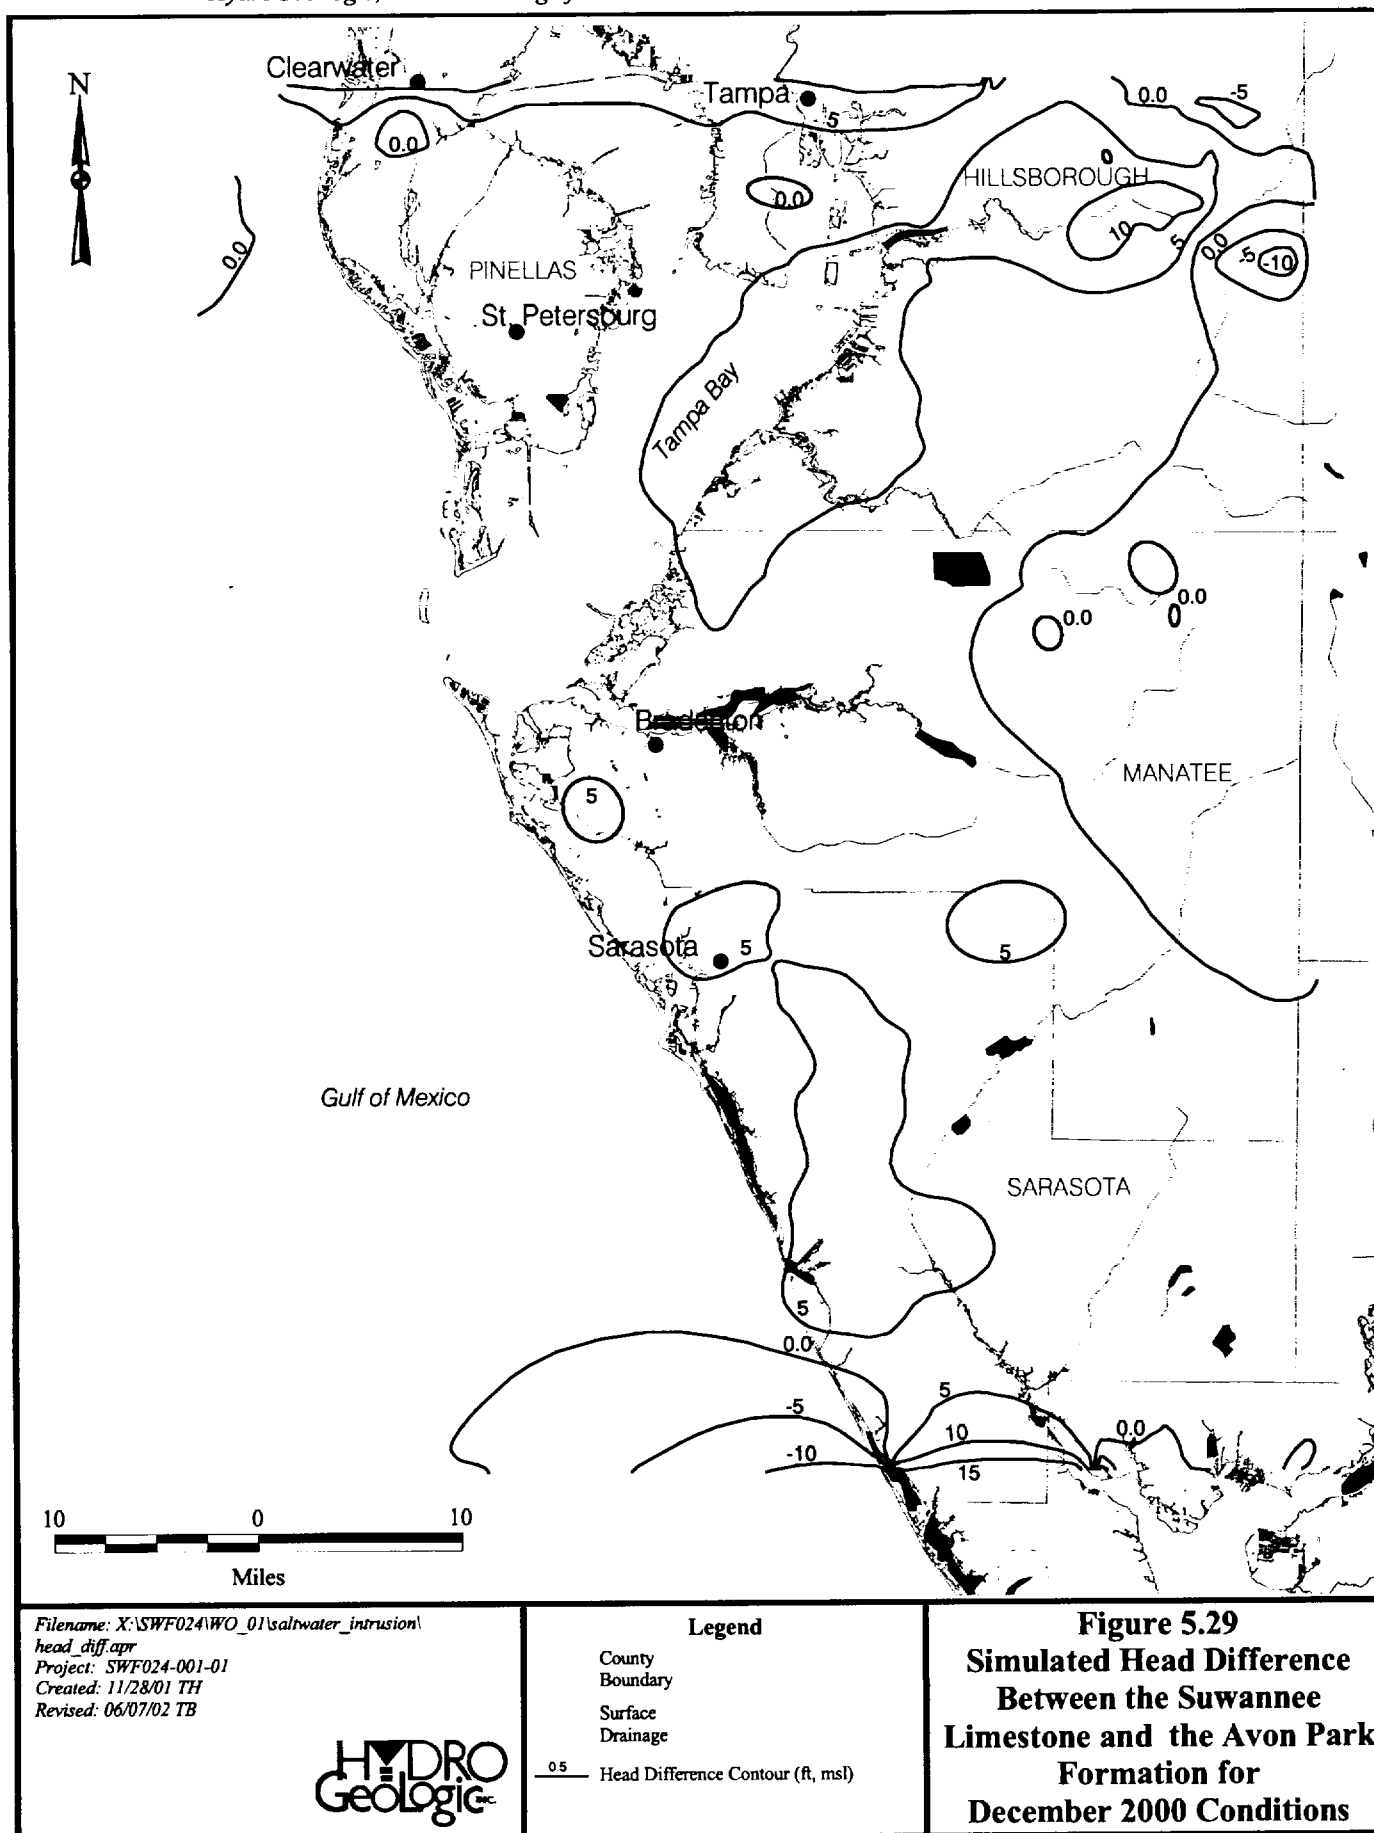 Clearwater
N
Tampa
5
0.0
-5
0.0
0
HILLSBOROUGH
0.0
10
5
0.0
-5
-10
0.0
PINELLAS
St. Petersburg
Tampa Bay
0.0
0.0
Bradenton
MANATEE
5
Sarasota
5
5
Gulf of Mexico
SARASOTA
5
0.0
-5
5
10
0.0
-10
15
10 0 10
Miles
Filename: X:\SWF024\WO_01\saltwater_intrusion\
head_diff.apr
Project: SWF024-001-01
Created: 11/28/01 TH
Revised: 06/07/02 TB
HYDRO
GeoLogic INC.
Legend
County
Boundary
Surface
Drainage
0.5 Head Difference Contour (ft, msl)
Figure 5.29
Simulated Head Difference
Between the Suwannee
Limestone and the Avon Park
Formation for
December 2000 Conditions